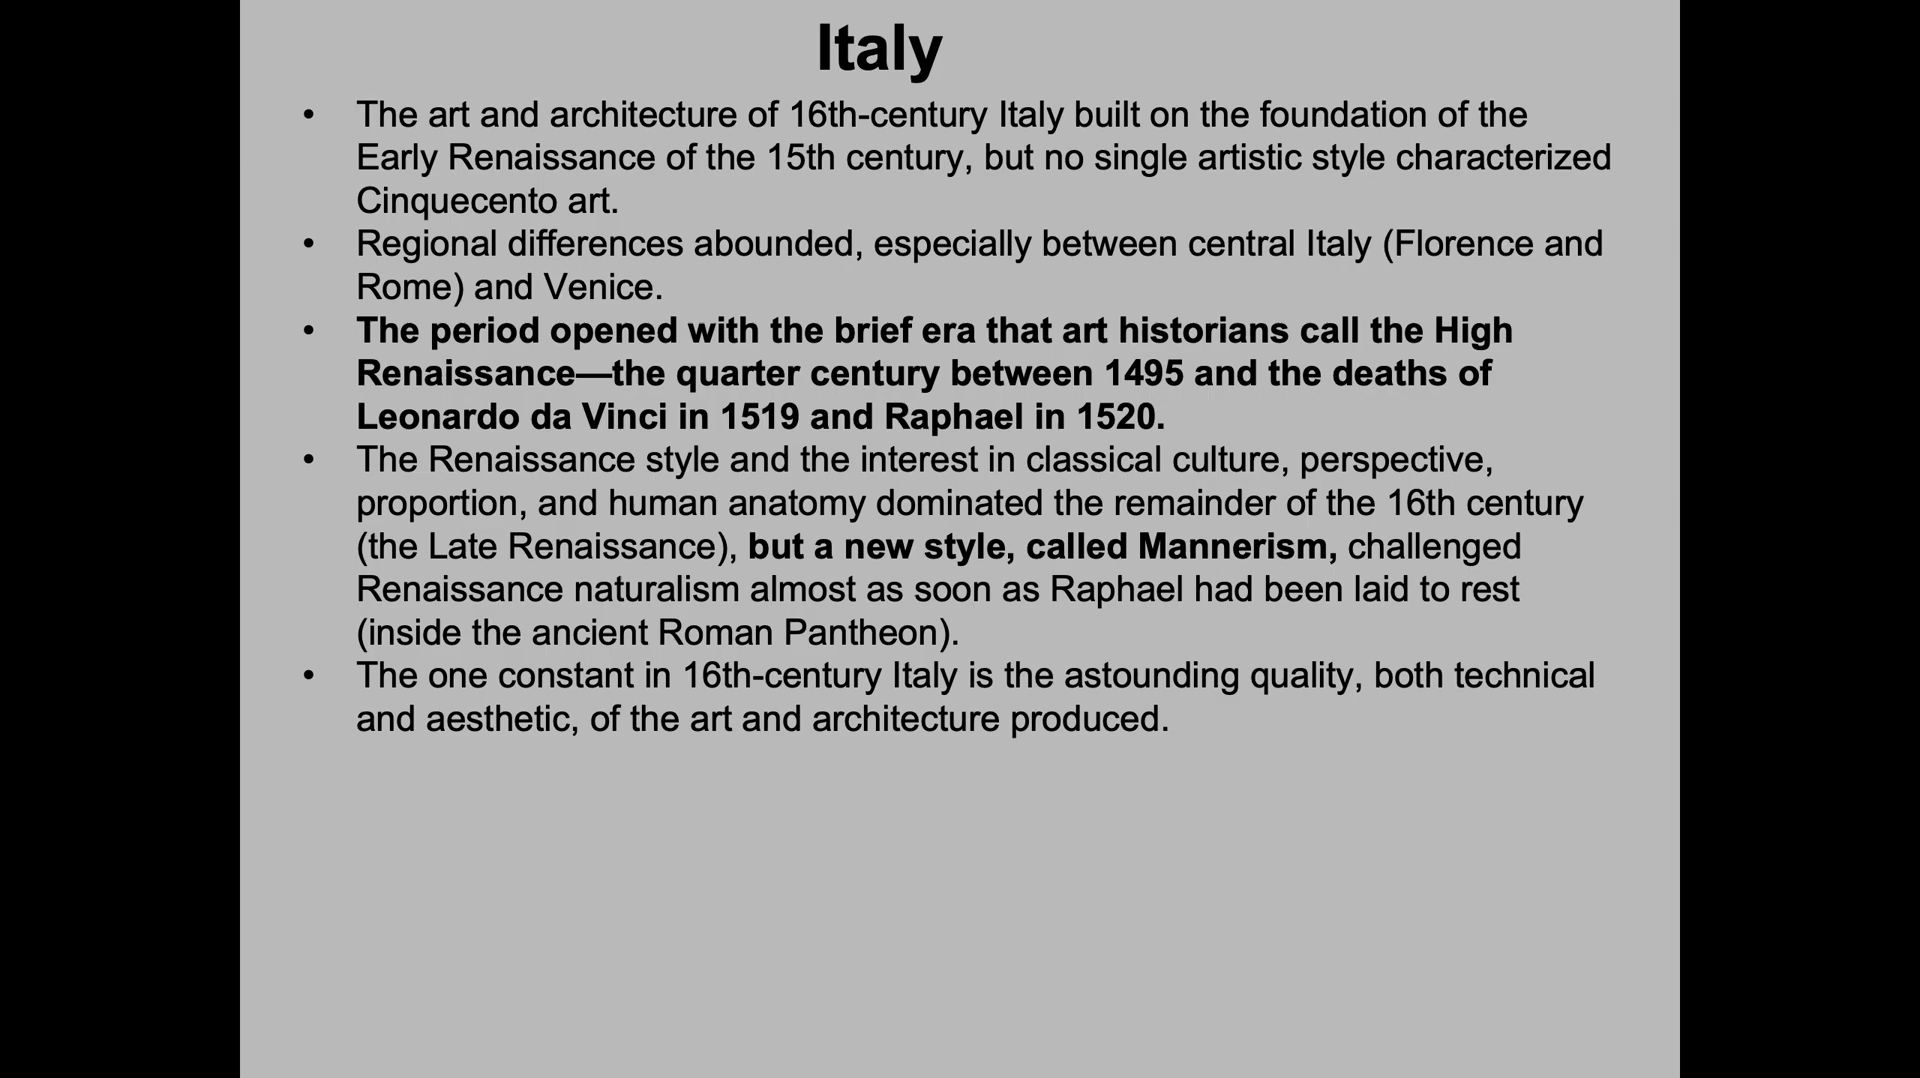 Italy
• The art and architecture of 16th-century Italy built on the foundation of the
Early Renaissance of the 15th century, but no single artistic style characterized
Cinquecento art.
• Regional differences abounded, especially between central Italy (Florence and
Rome) and Venice.
• The period opened with the brief era that art historians call the High
Renaissance—the quarter century between 1495 and the deaths of
Leonardo da Vinci in 1519 and Raphael in 1520.
• The Renaissance style and the interest in classical culture, perspective,
proportion, and human anatomy dominated the remainder of the 16th century
(the Late Renaissance), but a new style, called Mannerism, challenged
Renaissance naturalism almost as soon as Raphael had been laid to rest
(inside the ancient Roman Pantheon).
• The one constant in 16th-century Italy is the astounding quality, both technical
and aesthetic, of the art and architecture produced.